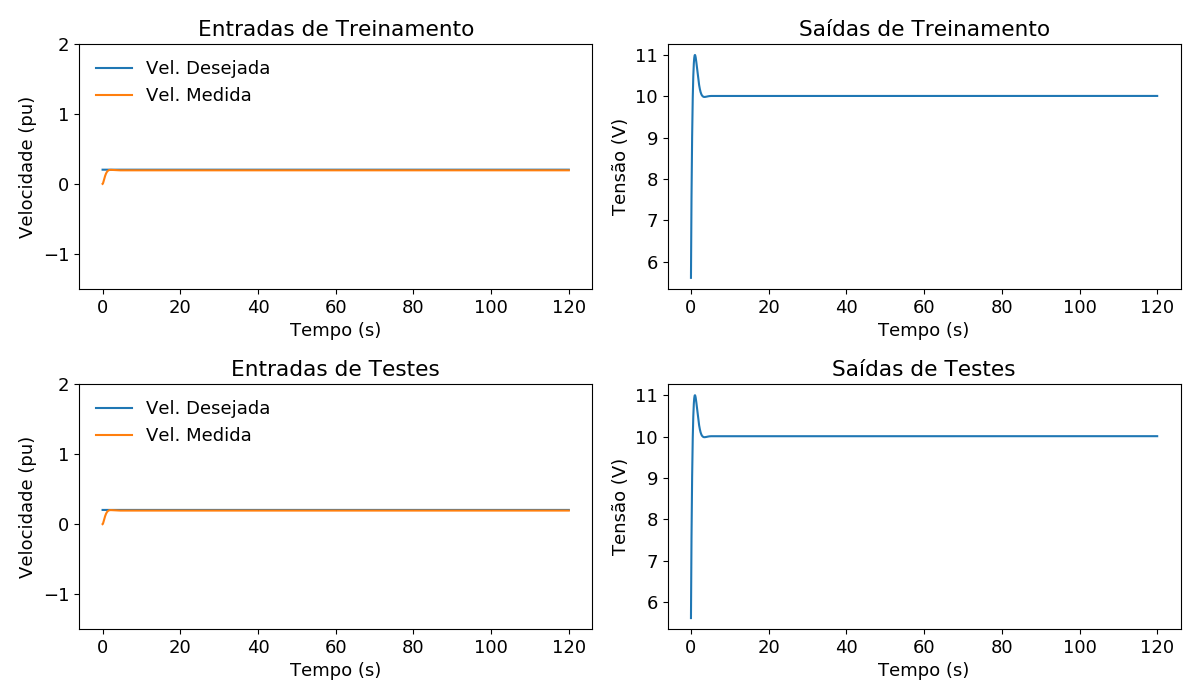 Entradas de Treinamento
2
1
0
−1
Velocidade (pu)
Vel. Desejada
Vel. Medida
0 20 40 60 80 100 120
Tempo (s)
Saídas de Treinamento
11
10
9
8
7
6
Tensão (V)
0 20 40 60 80 100 120
Tempo (s)
Entradas de Testes
2
1
0
−1
Velocidade (pu)
Vel. Desejada
Vel. Medida
0 20 40 60 80 100 120
Tempo (s)
Saídas de Testes
11
10
9
8
7
6
Tensão (V)
0 20 40 60 80 100 120
Tempo (s)